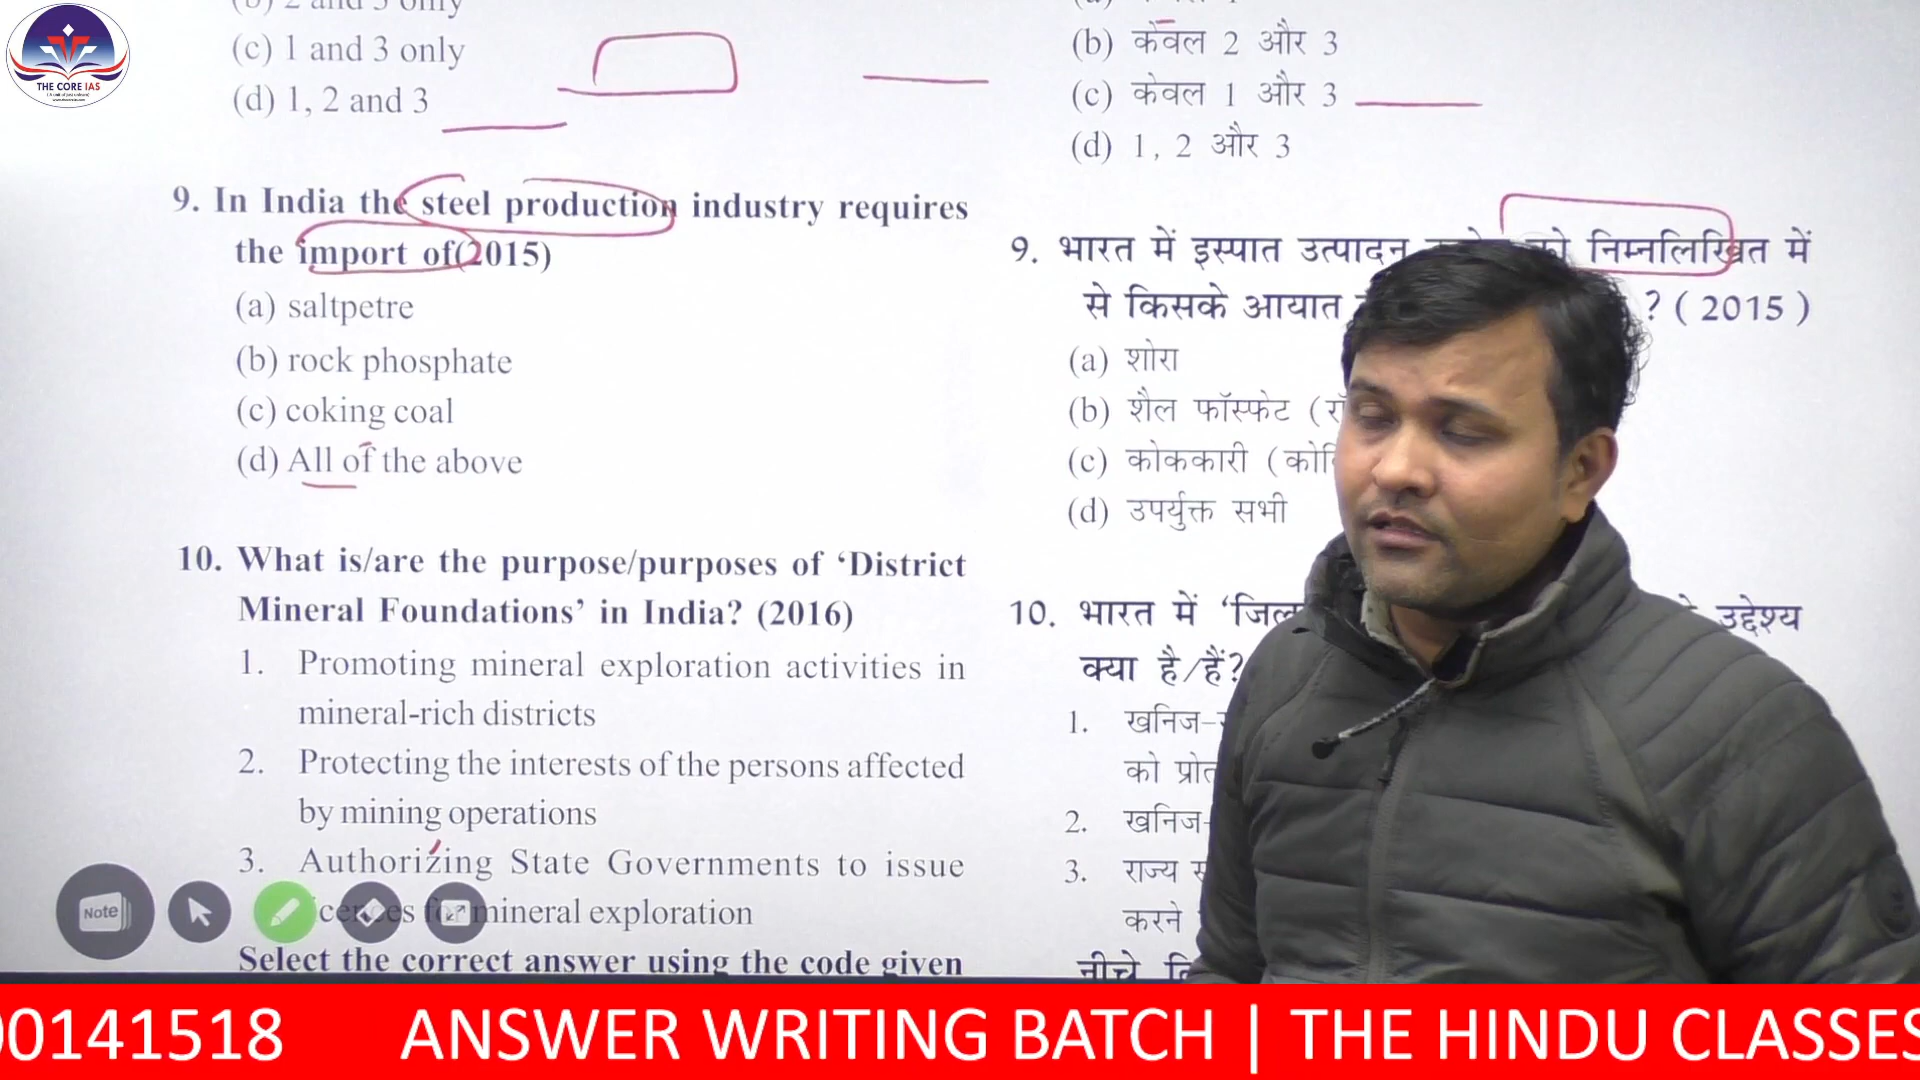 THE CORE IAS
(c) 1 and 3 only
(d) 1, 2 and 3
9. In India the steel production industry requires
the import of(2015)
(a) saltpetre
(b) rock phosphate
(c) coking coal
(d) All of the above
10. What is/are the purpose/purposes of ‘District
Mineral Foundations’ in India? (2016)
1. Promoting mineral exploration activities in
mineral-rich districts
2. Protecting the interests of the persons affected
by mining operations
3. Authorizing State Governments to issue
mineral exploration
Select the correct answer using the code given
(b) केवल 2 और 3
(c) केवल 1 और 3
(d) 1, 2 और 3
9. भारत में इस्पात उत्पादन को निम्नलिखित में
से किसके आयात ? ( 2015 )
(a) शोरा
(b) शैल फॉस्फेट
(c) कोककारी
(d) उपर्युक्त सभी
10. भारत में उद्देश्य
क्या है/हैं?
1. खनिज-
को
2. खनिज-
3. राज्य
करने
नीचे
Note
00141518 ANSWER WRITING BATCH | THE HINDU CLASSES